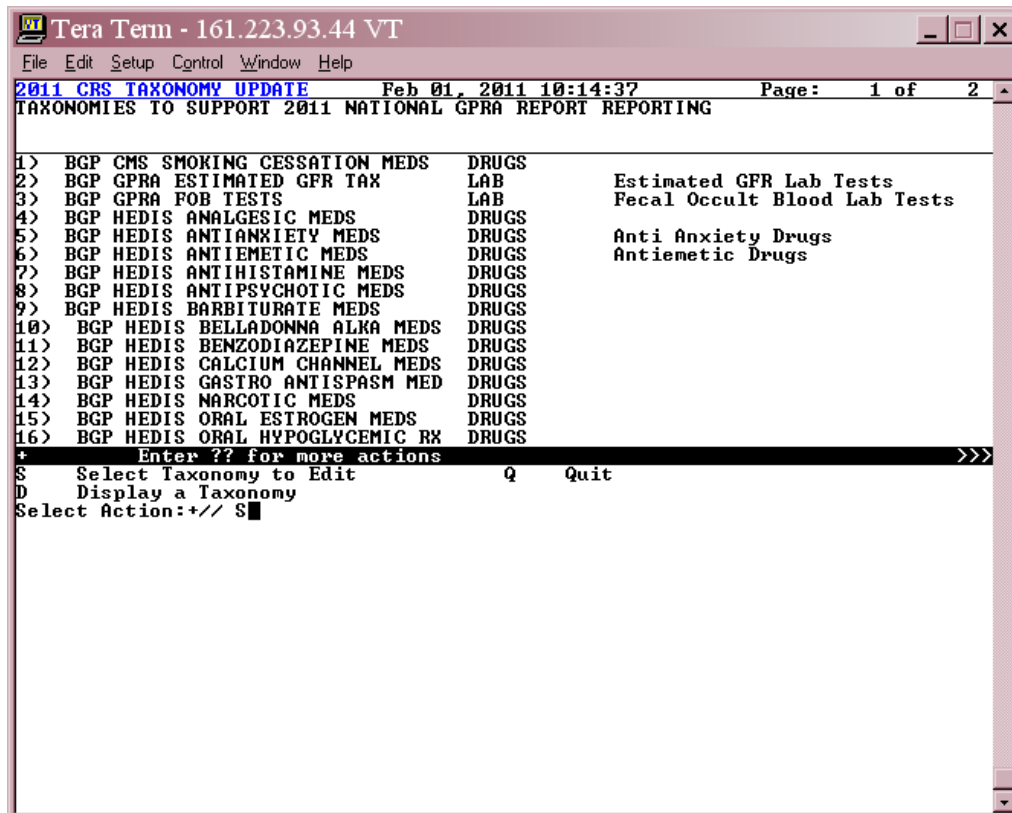 Tera Term - 161.223.93.44 VT
File Edit Setup Control Window Help
2011 CRS TAXONOMY UPDATE Feb 01, 2011 10:14:37 Page: 1 of 2
TAXONOMIES TO SUPPORT 2011 NATIONAL GPRA REPORT REPORTING
1) BGP CMS SMOKING CESSATION MEDS DRUGS
2) BGP GPRA ESTIMATED GFR TAX LAB Estimated GFR Lab Tests
3) BGP GPRA FOB TESTS LAB Fecal Occult Blood Lab Tests
4) BGP HEDIS ANALGESIC MEDS DRUGS
5) BGP HEDIS ANTIANXIETY MEDS DRUGS Anti Anxiety Drugs
6) BGP HEDIS ANTIEMETIC MEDS DRUGS Antiemetic Drugs
7) BGP HEDIS ANTIHISTAMINE MEDS DRUGS
8) BGP HEDIS ANTIPSYCHOTIC MEDS DRUGS
9) BGP HEDIS BARBITURATE MEDS DRUGS
10) BGP HEDIS BELLADONNA ALKA MEDS DRUGS
11) BGP HEDIS BENZODIAZEPINE MEDS DRUGS
12) BGP HEDIS CALCIUM CHANNEL MEDS DRUGS
13) BGP HEDIS GASTRO ANTISPASM MED DRUGS
14) BGP HEDIS NARCOTIC MEDS DRUGS
15) BGP HEDIS ORAL ESTROGEN MEDS DRUGS
16) BGP HEDIS ORAL HYPOGLYCEMIC RX DRUGS
+ Enter ?? for more actions >>>
S Select Taxonomy to Edit Q Quit
D Display a Taxonomy
Select Action:+// S